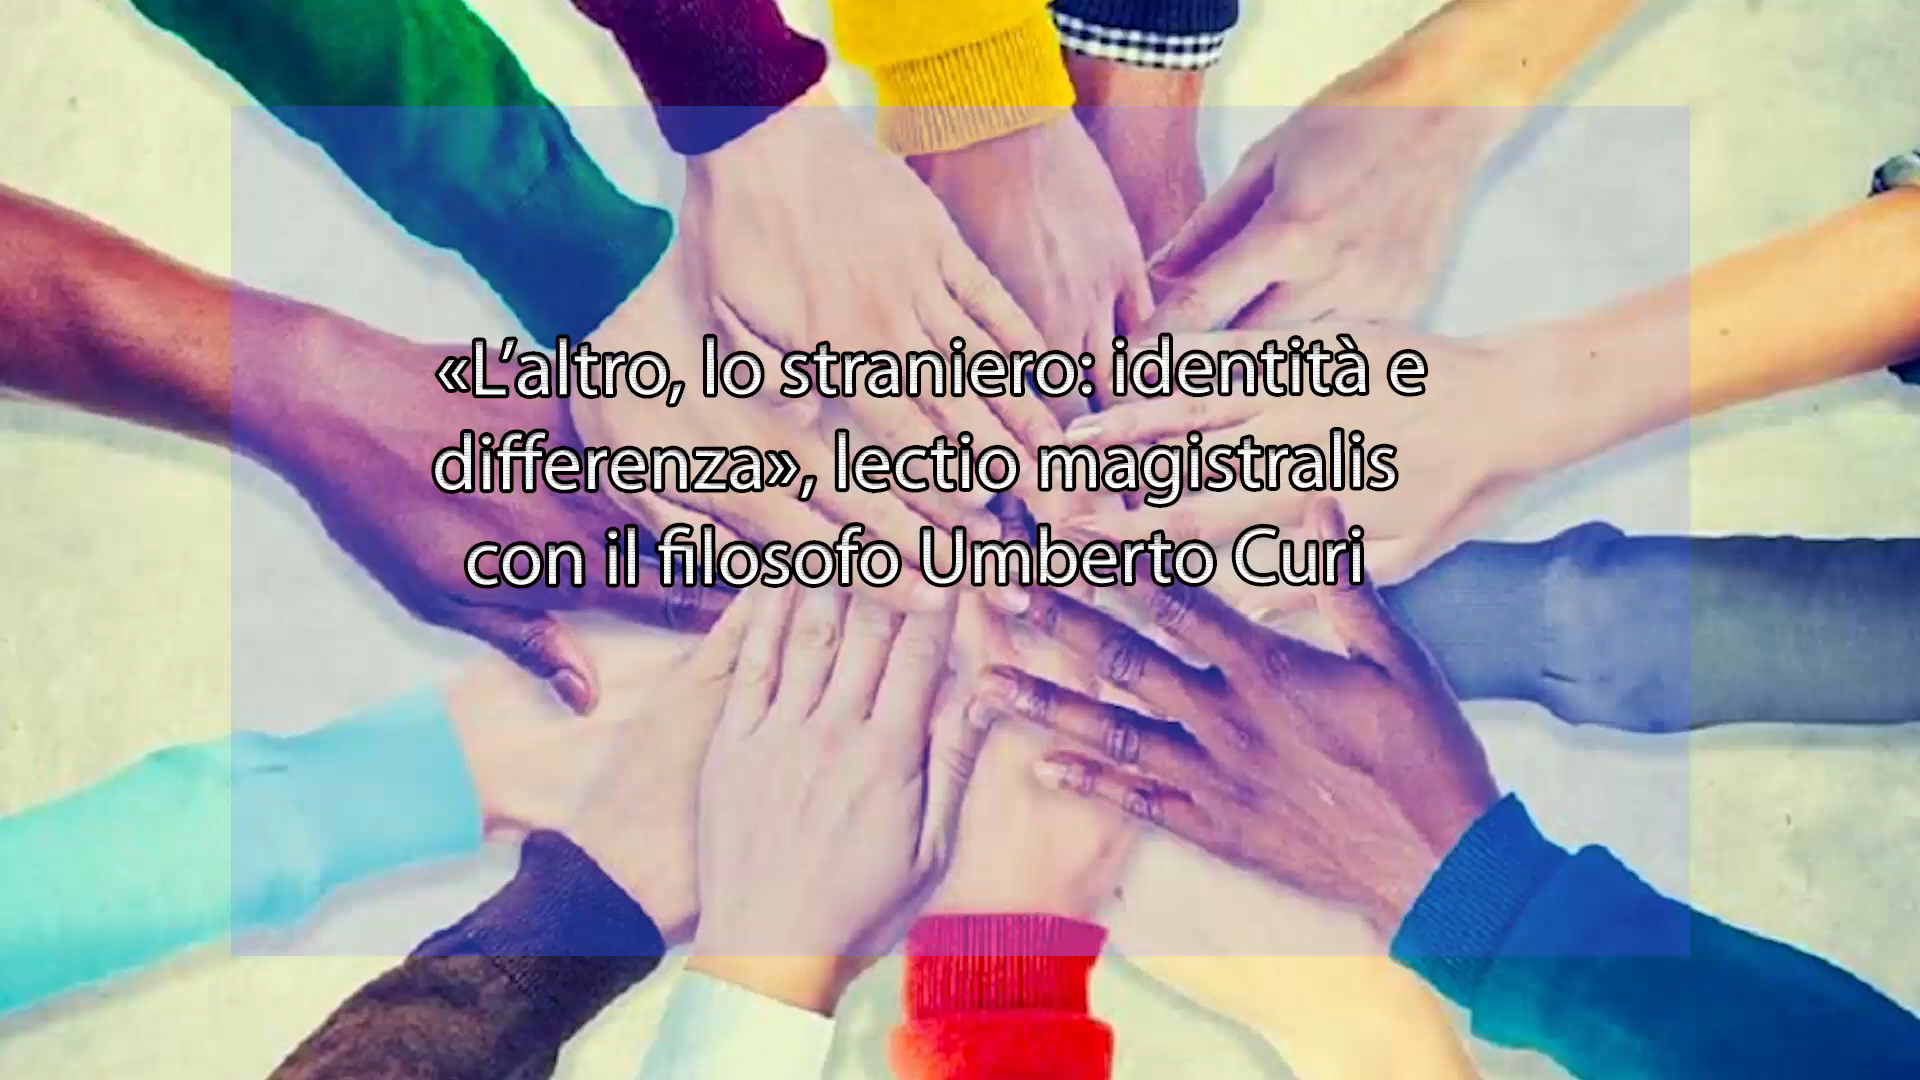 «L’altro, lo straniero: identità e
differenza», lectio magistralis
con il filosofo Umberto Curi